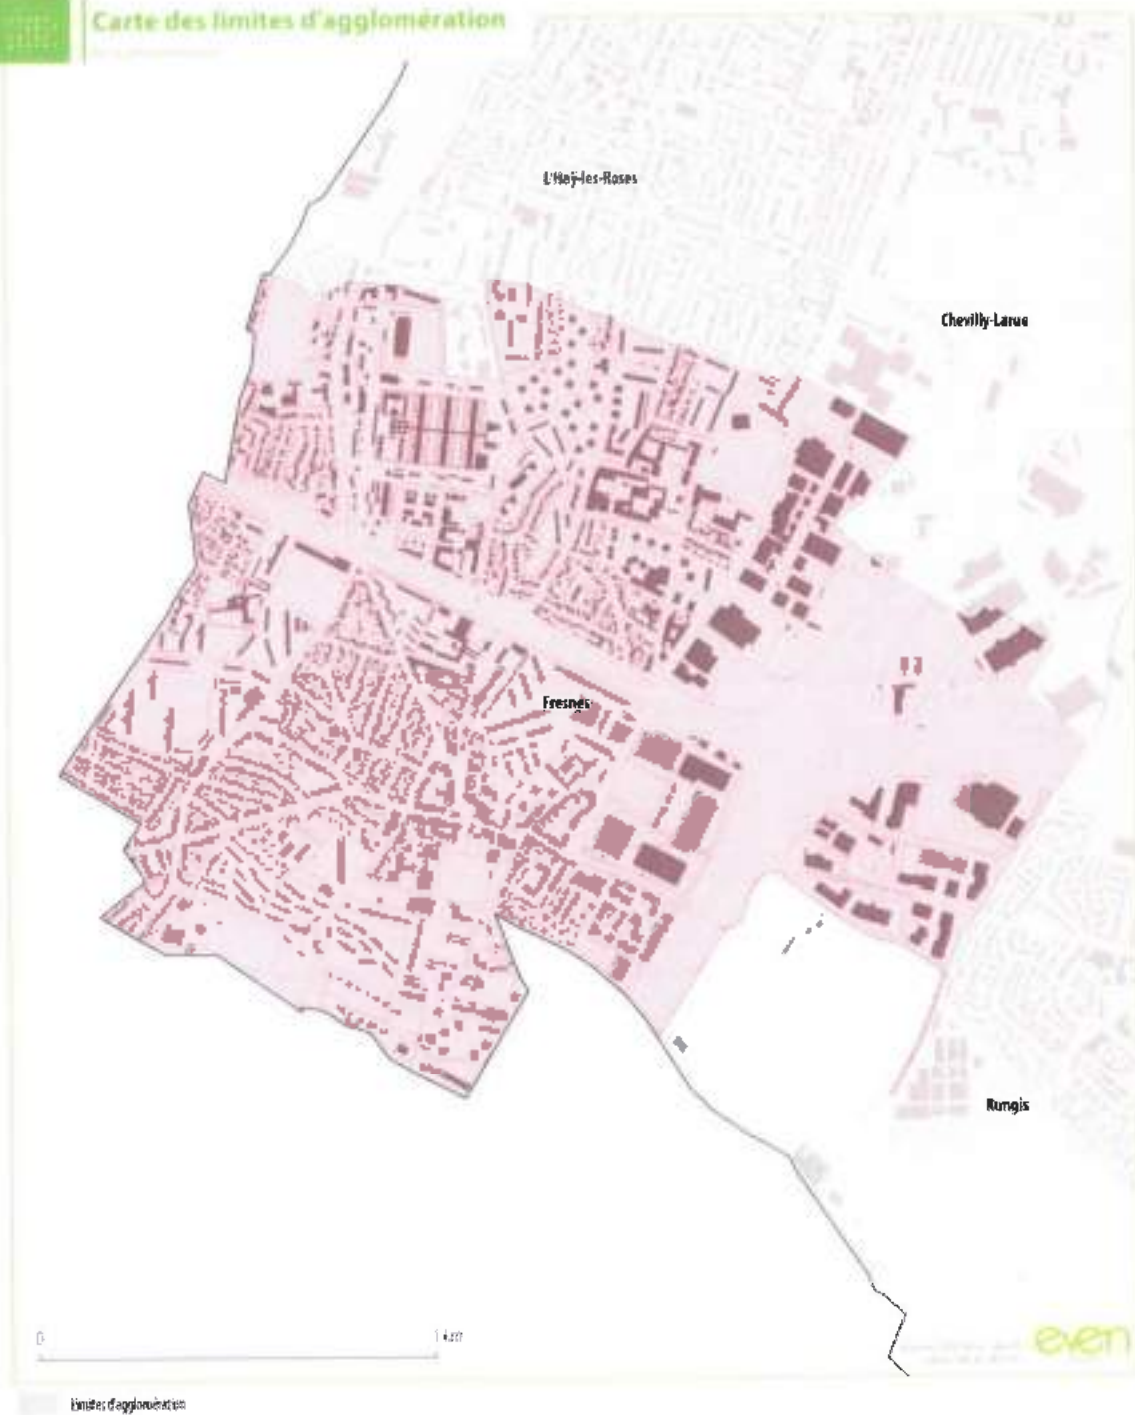 Carte des limites d'agglomération
L'Haÿ-les-Roses
Chevilly-Larue
Fresnes
Rungis
0
1 km
even
Limites d'agglomération